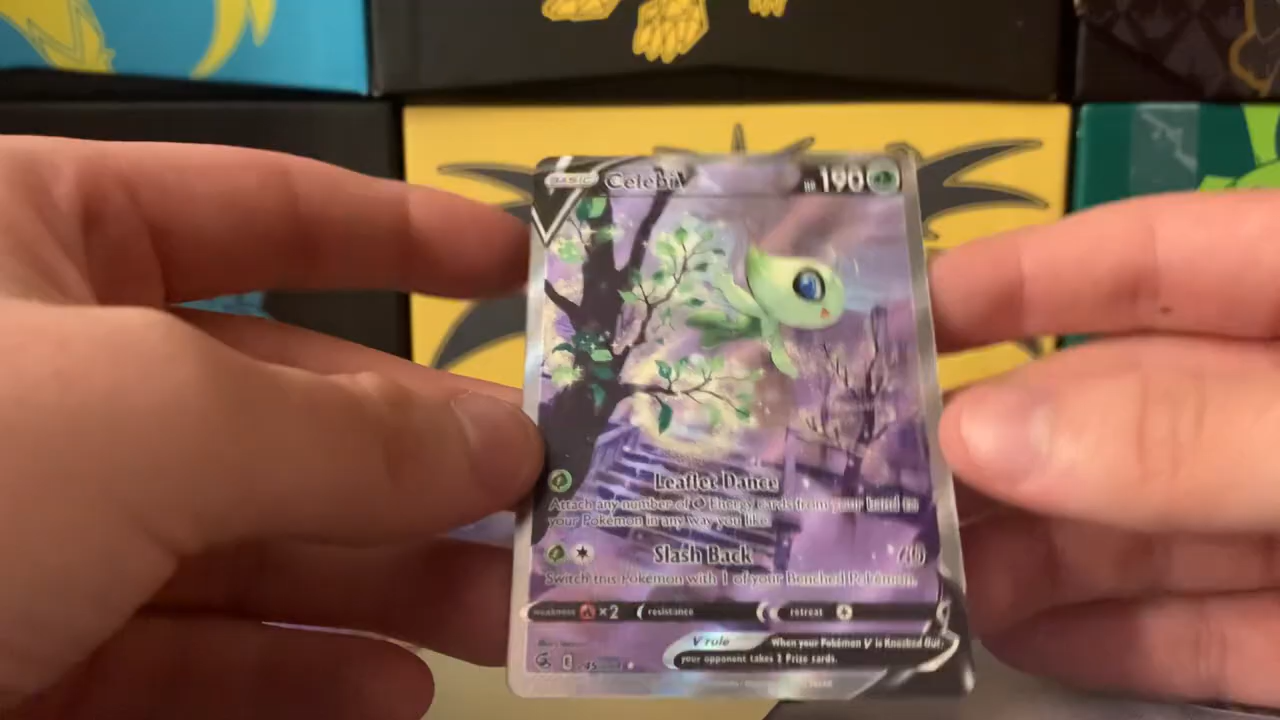 BASIC Celebi V HP 190
Leaflet Dance
Attach any number of Energy cards from your hand to
your Pokémon in any way you like.
Slash Back
Switch this Pokémon with 1 of your Benched Pokémon.
weakness ×2 resistance retreat
V rule When your Pokémon V is Knocked Out,
your opponent takes 2 Prize cards.